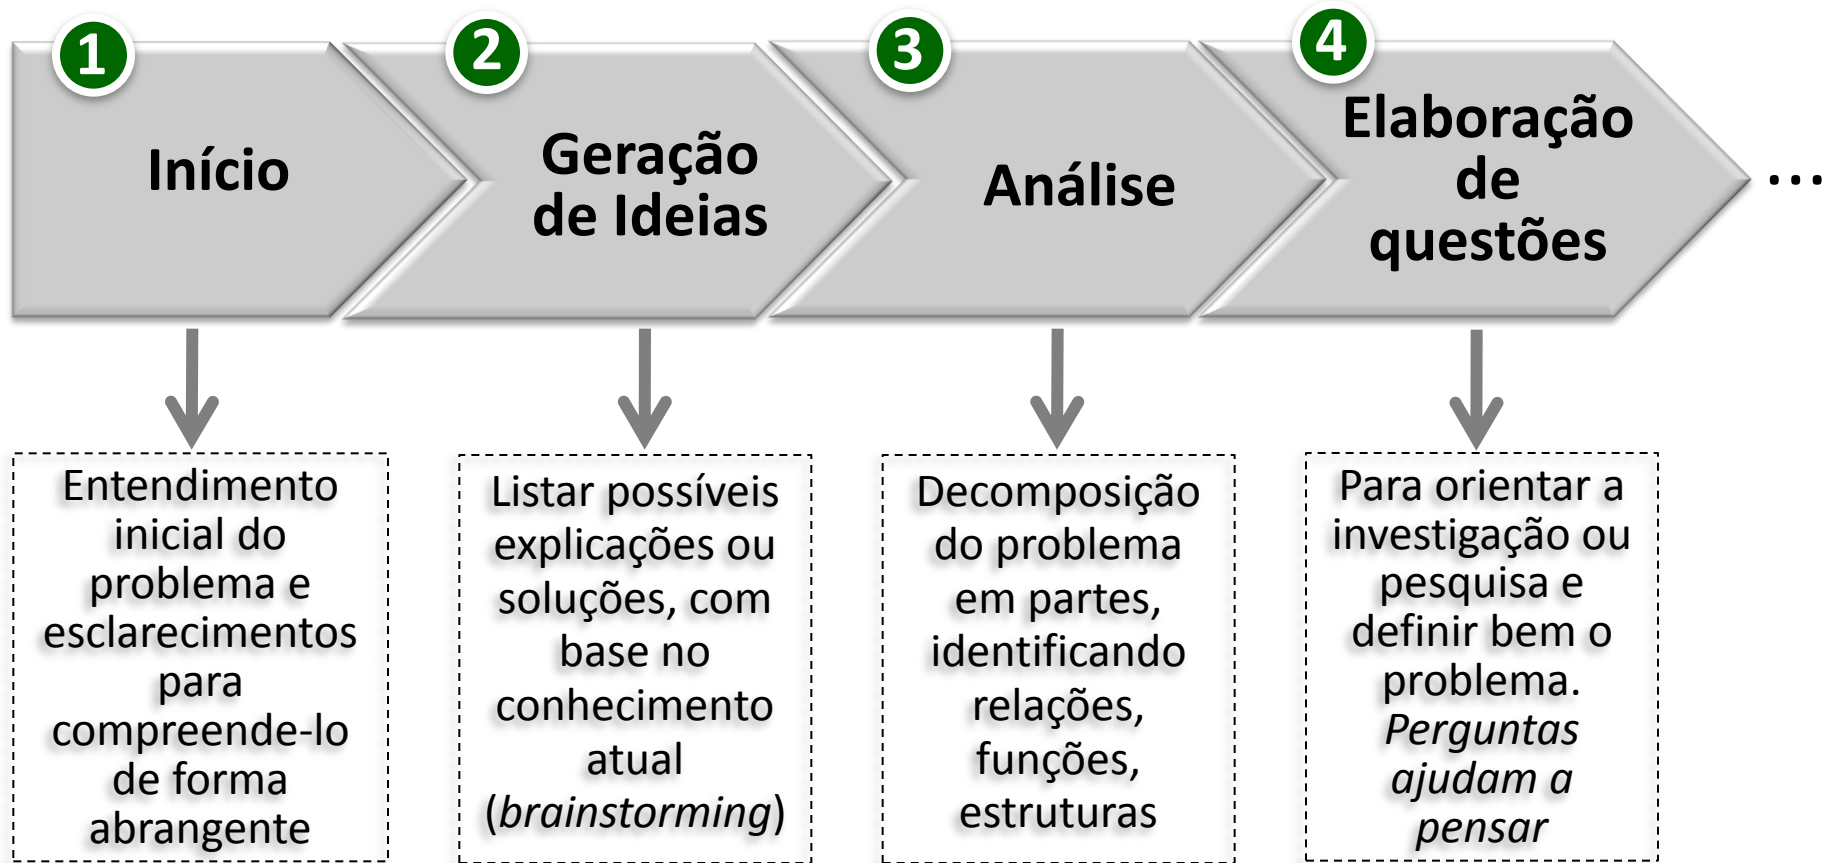 1
Início
2
Geração
de Ideias
3
Análise
4
Elaboração
de
questões
...
Entendimento
inicial do
problema e
esclarecimentos
para
compreende-lo
de forma
abrangente
Listar possíveis
explicações ou
soluções, com
base no
conhecimento
atual
(brainstorming)
Decomposição
do problema
em partes,
identificando
relações,
funções,
estruturas
Para orientar a
investigação ou
pesquisa e
definir bem o
problema.
Perguntas
ajudam a
pensar